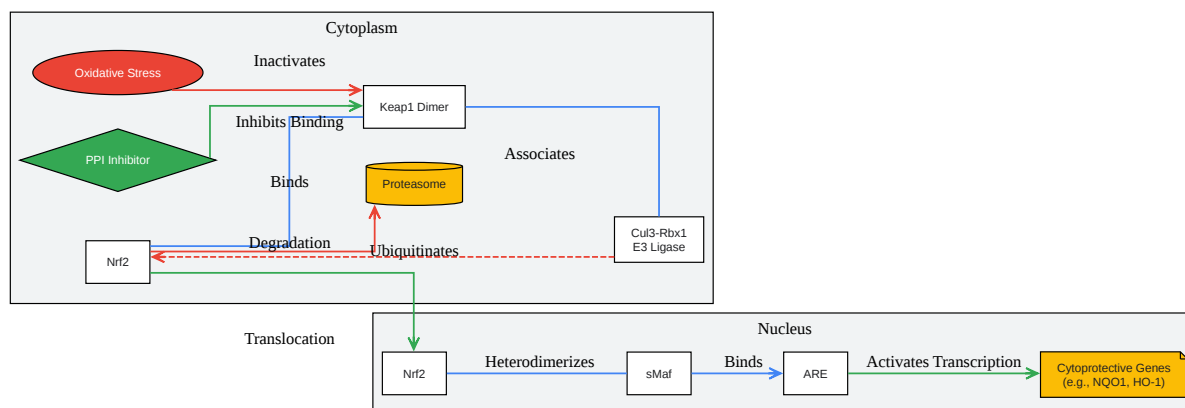 Cytoplasm
Oxidative Stress
Inactivates
Keap1 Dimer
Inhibits Binding
PPI Inhibitor
Associates
Binds
Proteasome
Cul3-Rbx1
E3 Ligase
Degradation
Ubiquitinates
Nrf2
Translocation
Nucleus
Nrf2
Heterodimerizes
sMaf
Binds
ARE
Activates Transcription
Cytoprotective Genes
(e.g., NQO1, HO-1)